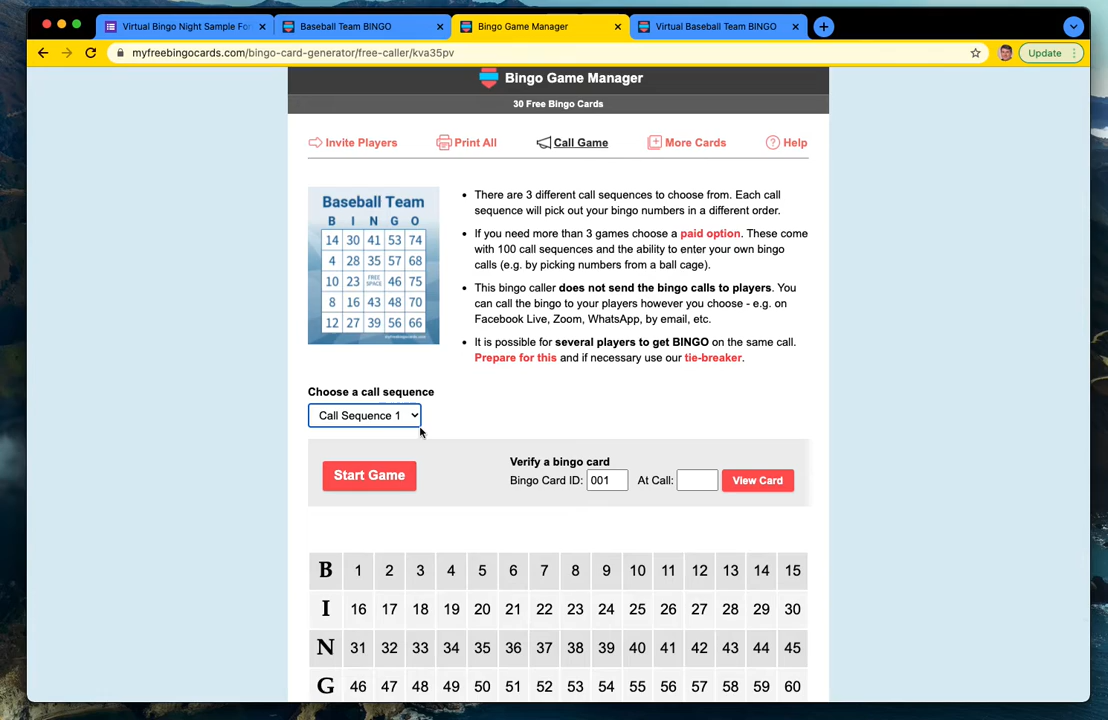 Virtual Bingo Night Sample For
Baseball Team BINGO
Bingo Game Manager
Virtual Baseball Team BINGO
myfreebingocards.com/bingo-card-generator/free-caller/kva35pv
Update
Bingo Game Manager
30 Free Bingo Cards
Invite Players
Print All
Call Game
More Cards
Help
Baseball Team
B I N G O
14 30 41 53 74
4 28 35 57 68
10 23 FREE SPACE 46 75
8 16 43 48 70
12 27 39 56 66
myfreebingocards.com
• There are 3 different call sequences to choose from. Each call
sequence will pick out your bingo numbers in a different order.
• If you need more than 3 games choose a paid option. These come
with 100 call sequences and the ability to enter your own bingo
calls (e.g. by picking numbers from a ball cage).
• This bingo caller does not send the bingo calls to players. You
can call the bingo to your players however you choose - e.g. on
Facebook Live, Zoom, WhatsApp, by email, etc.
• It is possible for several players to get BINGO on the same call.
Prepare for this and if necessary use our tie-breaker.
Choose a call sequence
Call Sequence 1
Start Game
Verify a bingo card
Bingo Card ID: 001 At Call: View Card
B 1 2 3 4 5 6 7 8 9 10 11 12 13 14 15
I 16 17 18 19 20 21 22 23 24 25 26 27 28 29 30
N 31 32 33 34 35 36 37 38 39 40 41 42 43 44 45
G 46 47 48 49 50 51 52 53 54 55 56 57 58 59 60